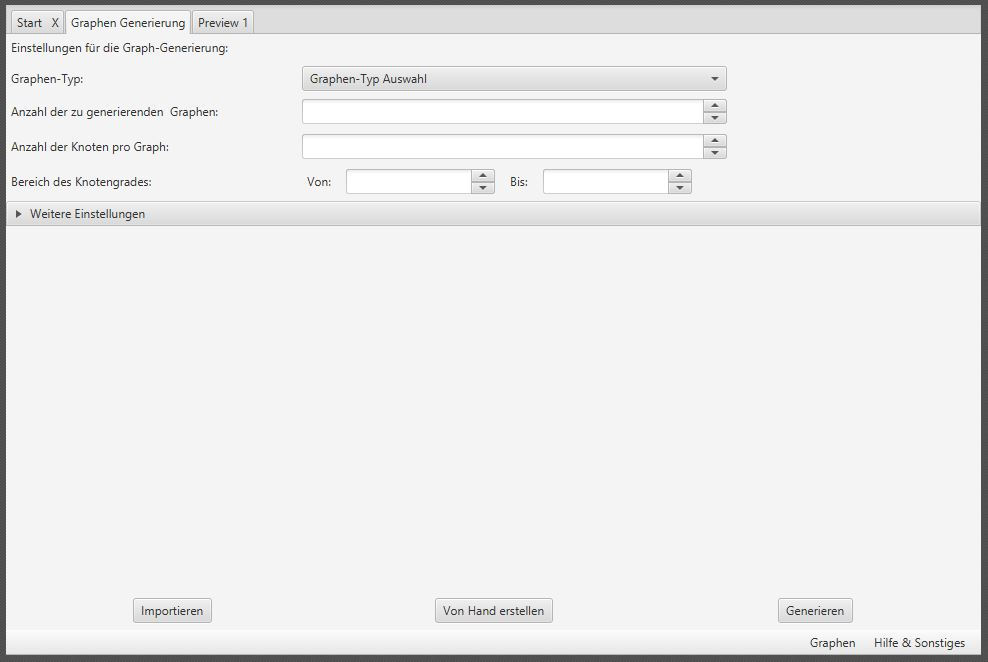 Start X Graphen Generierung Preview 1
Einstellungen für die Graph-Generierung:
Graphen-Typ: Graphen-Typ Auswahl
Anzahl der zu generierenden  Graphen:
Anzahl der Knoten pro Graph:
Bereich des Knotengrades: Von: Bis:
Weitere Einstellungen
Importieren Von Hand erstellen Generieren
Graphen Hilfe & Sonstiges